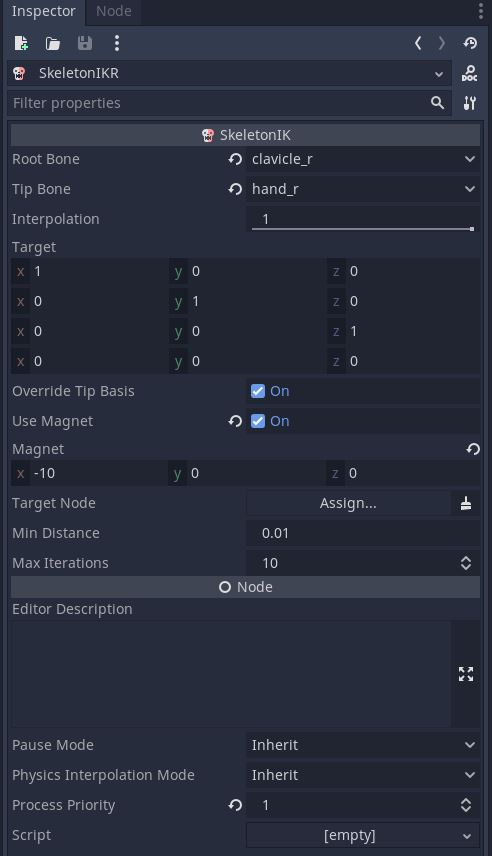 Inspector Node
SkeletonIKR
DOC
Filter properties
SkeletonIK
Root Bone clavicle_r
Tip Bone hand_r
Interpolation 1
Target
x 1 y 0 z 0
x 0 y 1 z 0
x 0 y 0 z 1
x 0 y 0 z 0
Override Tip Basis On
Use Magnet On
Magnet
x -10 y 0 z 0
Target Node Assign...
Min Distance 0.01
Max Iterations 10
Node
Editor Description
Pause Mode Inherit
Physics Interpolation Mode Inherit
Process Priority 1
Script [empty]